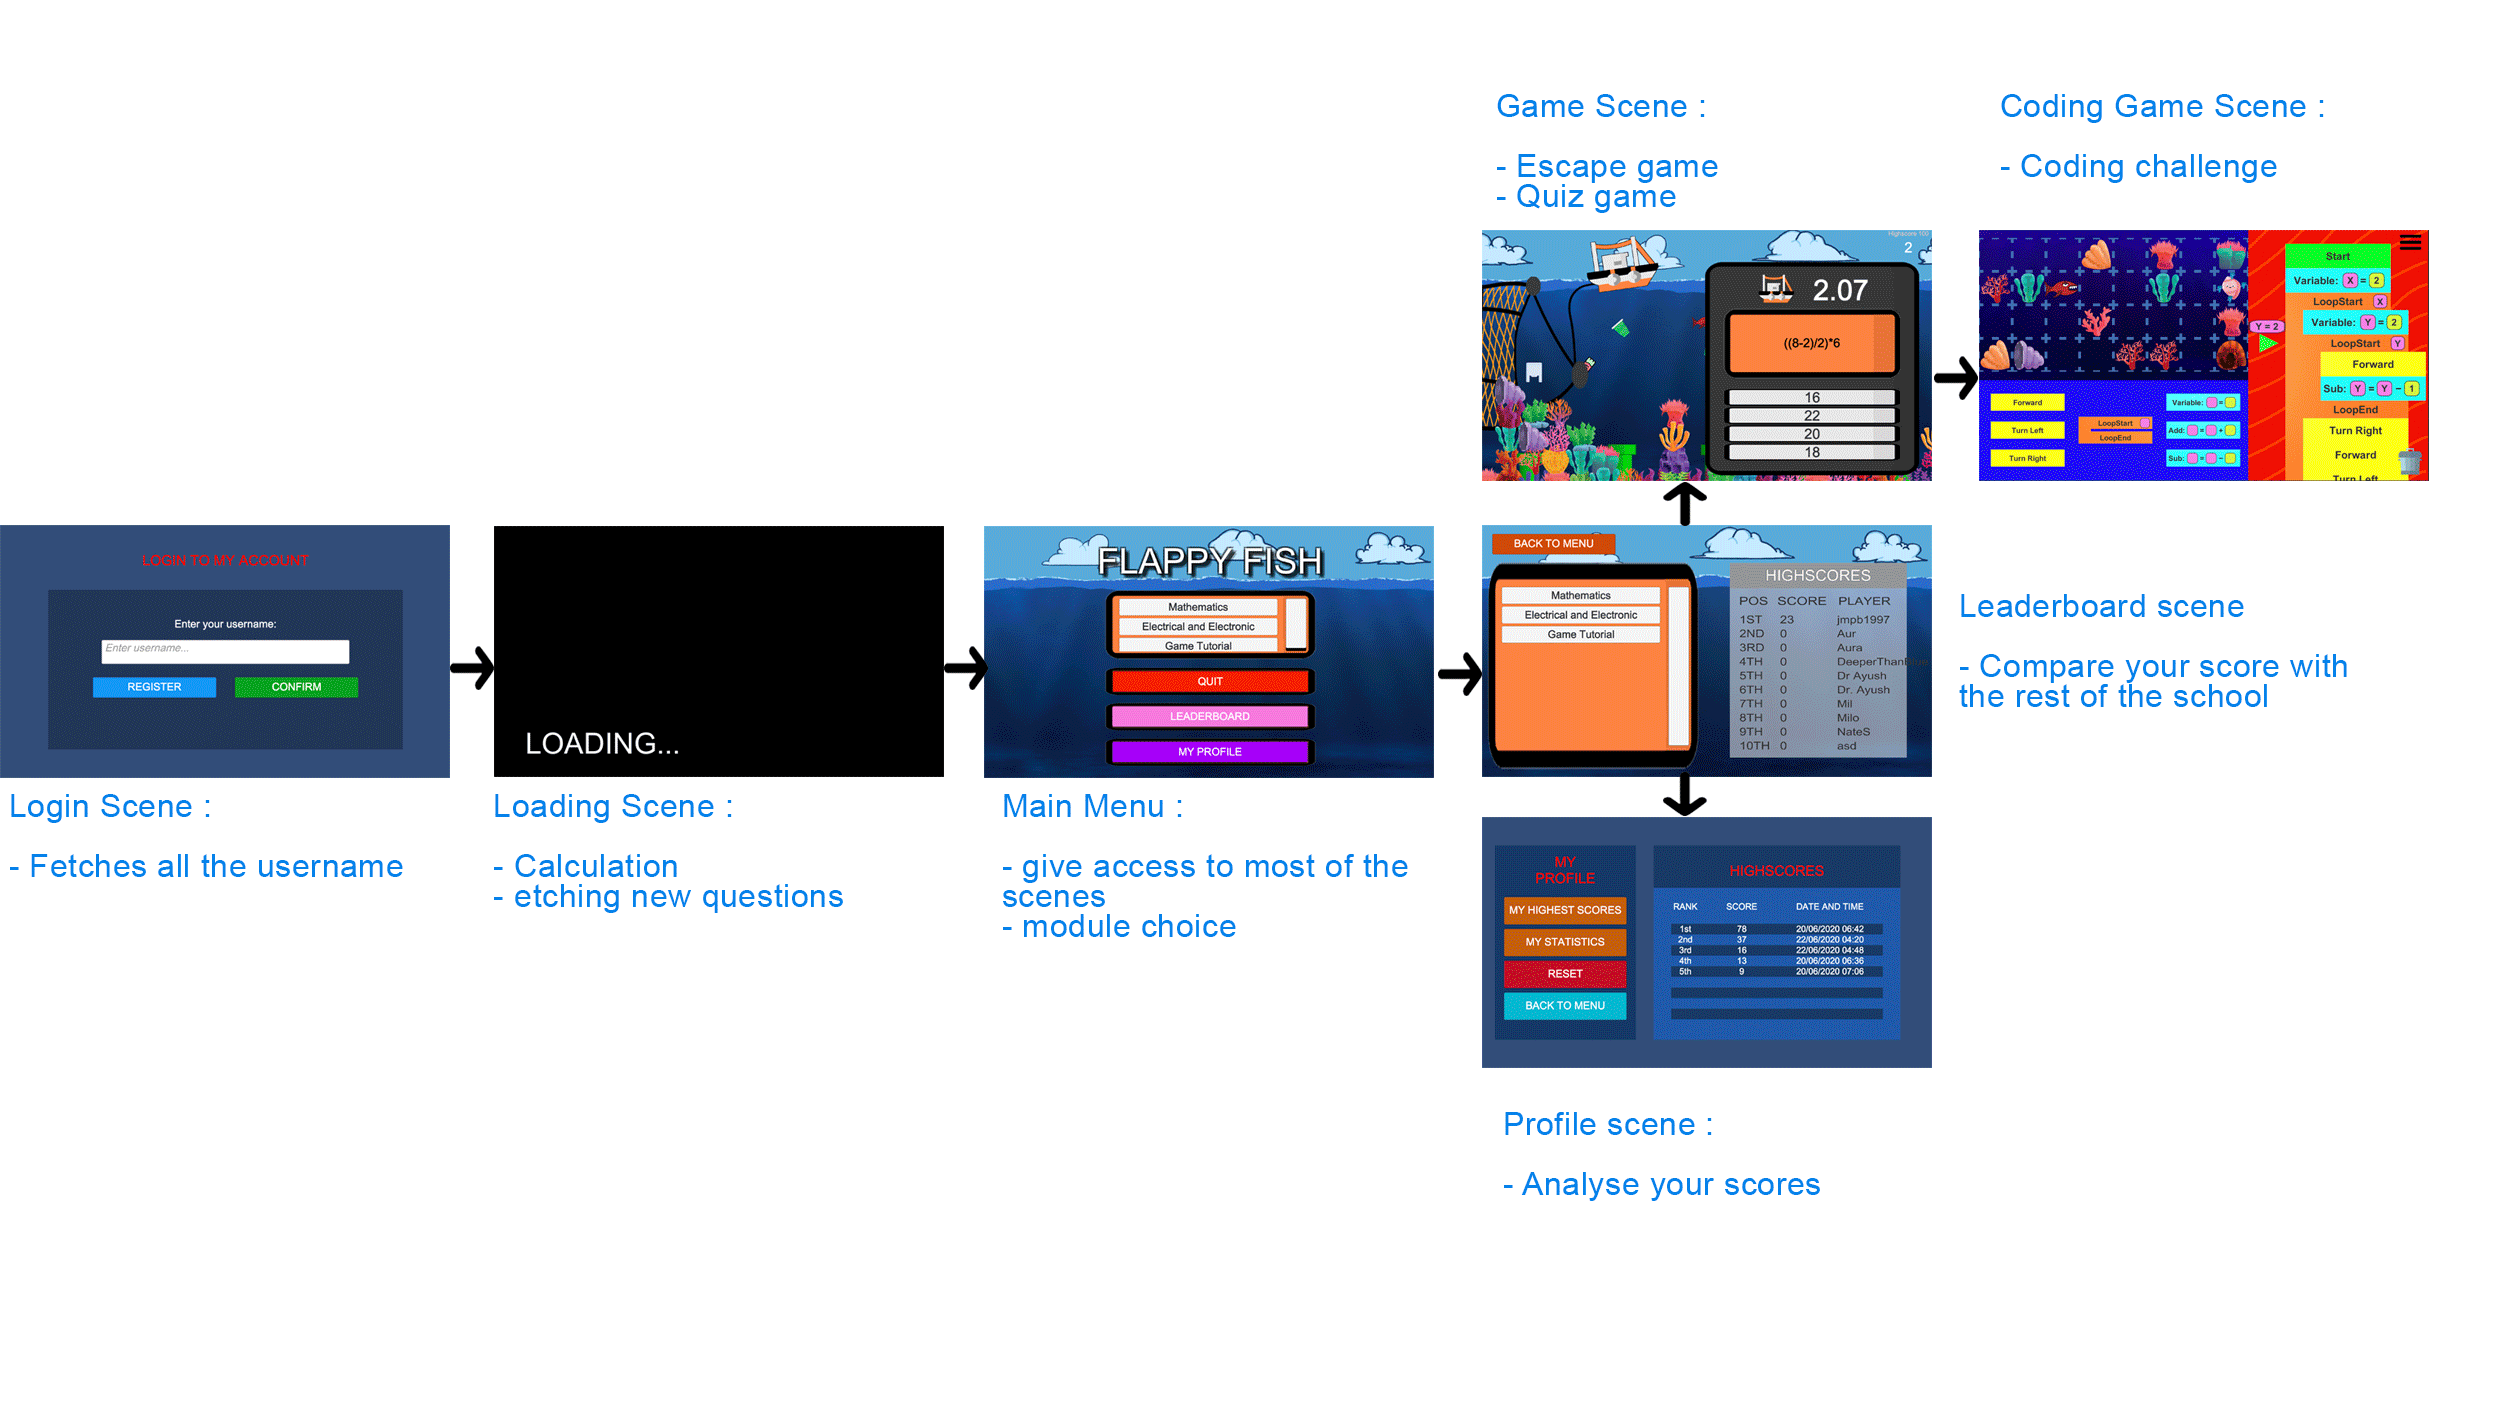 Game Scene :
- Escape game
- Quiz game
Coding Game Scene :
- Coding challenge
Highscore 100
2
2.07
((8-2)/2)*6
16
22
20
18
Start
Variable: X = 2
LoopStart X
Variable: Y = 2
LoopStart Y
Y = 2
Forward
Sub: Y = Y - 1
LoopEnd
Turn Right
Forward
Turn Left
Forward
Turn Left
Turn Right
LoopStart
LoopEnd
Variable: =
Add: = +
Sub: = -
LOGIN TO MY ACCOUNT
Enter your username:
Enter username...
REGISTER CONFIRM
Login Scene :
- Fetches all the username
LOADING...
Loading Scene :
- Calculation
- etching new questions
FLAPPY FISH
Mathematics
Electrical and Electronic
Game Tutorial
QUIT
LEADERBOARD
MY PROFILE
Main Menu :
- give access to most of the
scenes
- module choice
BACK TO MENU
Mathematics
Electrical and Electronic
Game Tutorial
HIGHSCORES
POS SCORE PLAYER
1ST 23 jmpb1997
2ND 0 Aur
3RD 0 Aura
4TH 0
5TH 0 Dr Ayush
6TH 0 Dr. Ayush
7TH 0 Mil
8TH 0 Milo
9TH 0 NateS
10TH 0 asd
Leaderboard scene
- Compare your score with
the rest of the school
MY
PROFILE
MY HIGHEST SCORES
MY STATISTICS
RESET
BACK TO MENU
HIGHSCORES
RANK SCORE DATE AND TIME
1st 78 20/06/2020 06:42
2nd 37 22/06/2020 04:20
3rd 16 22/06/2020 04:48
4th 13 20/06/2020 06:36
5th 9 20/06/2020 07:06
Profile scene :
- Analyse your scores